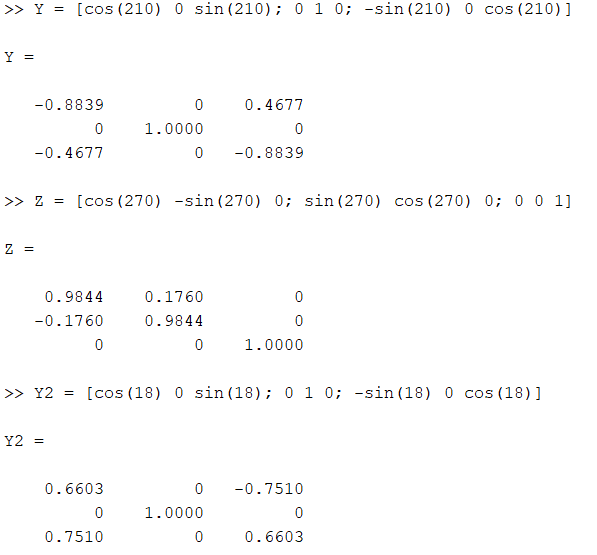 >> Y = [cos(210) 0 sin(210); 0 1 0; -sin(210) 0 cos(210)]
Y =
-0.8839 0 0.4677
0 1.0000 0
-0.4677 0 -0.8839
>> Z = [cos(270) -sin(270) 0; sin(270) cos(270) 0; 0 0 1]
Z =
0.9844 0.1760 0
-0.1760 0.9844 0
0 0 1.0000
>> Y2 = [cos(18) 0 sin(18); 0 1 0; -sin(18) 0 cos(18)]
Y2 =
0.6603 0 -0.7510
0 1.0000 0
0.7510 0 0.6603